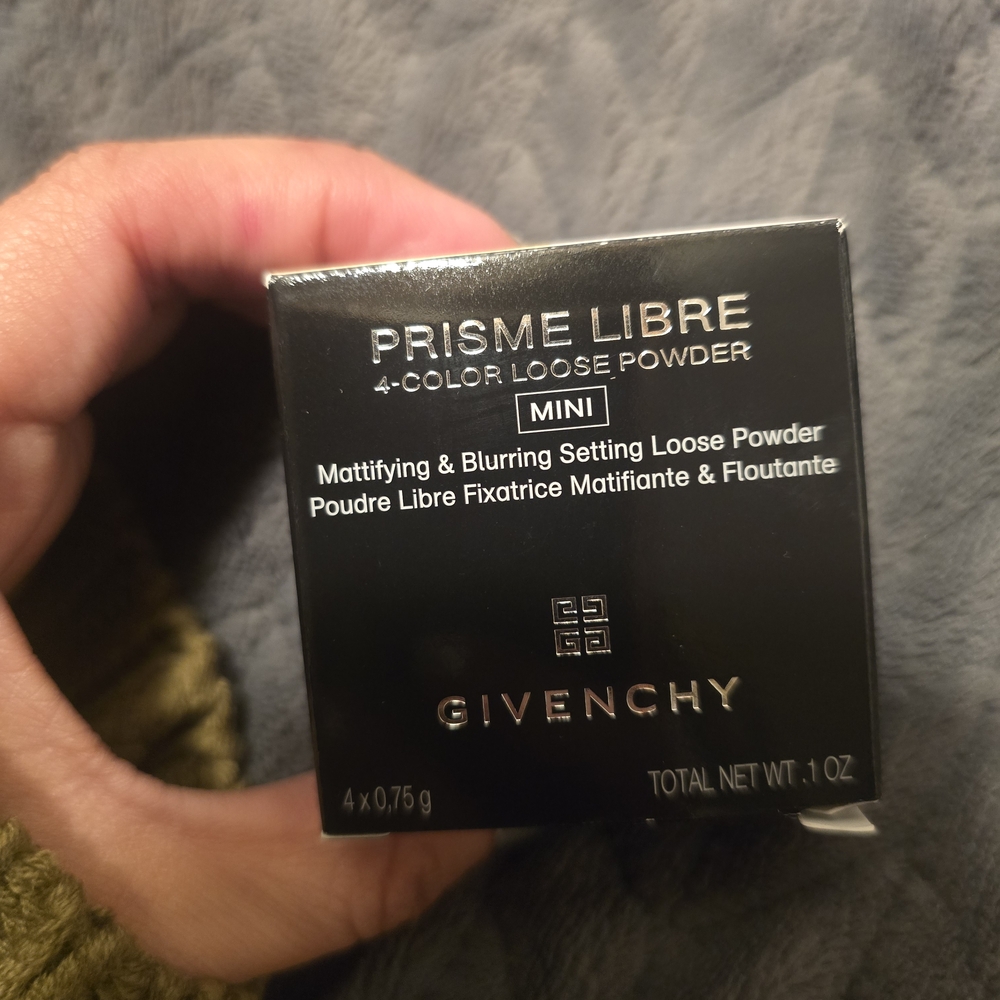 PRISME LIBRE
4-COLOR LOOSE POWDER
MINI
Mattifying & Blurring Setting Loose Powder
Poudre Libre Fixatrice Matifiante & Floutante
GIVENCHY
4 x 0,75 g
TOTAL NET WT .1 OZ